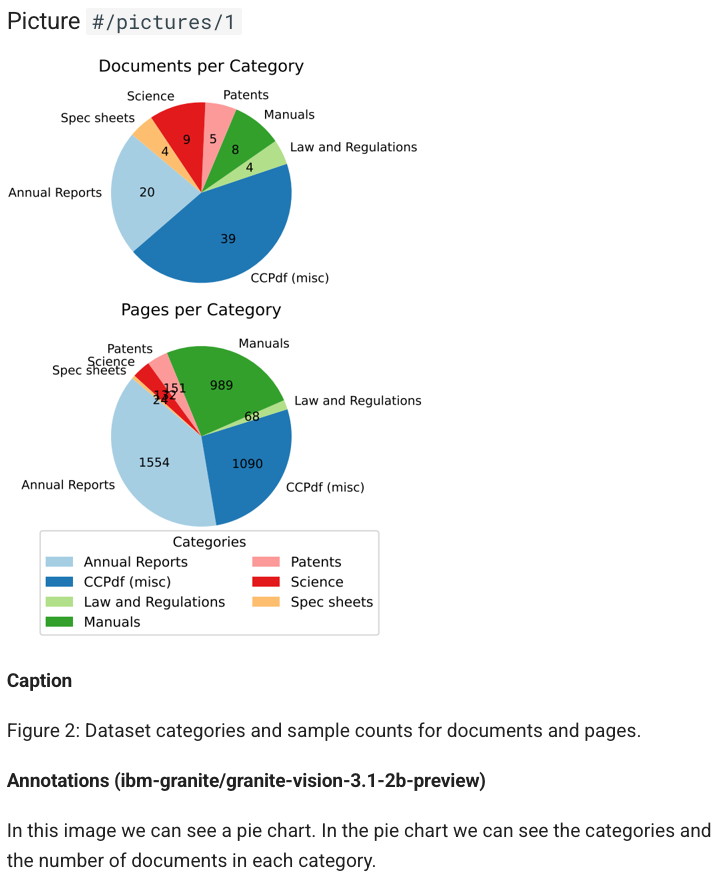 Picture #/pictures/1
Documents per Category
Science
Patents
Spec sheets
Manuals
Law and Regulations
Annual Reports
CCPdf (misc)
9
5
4
8
4
20
39
Pages per Category
Patents
Manuals
Science
Spec sheets
Law and Regulations
Annual Reports
CCPdf (misc)
151
989
68
1554
1090
Categories
Annual Reports
Patents
CCPdf (misc)
Science
Law and Regulations
Spec sheets
Manuals
Caption
Figure 2: Dataset categories and sample counts for documents and pages.
Annotations (ibm-granite/granite-vision-3.1-2b-preview)
In this image we can see a pie chart. In the pie chart we can see the categories and
the number of documents in each category.